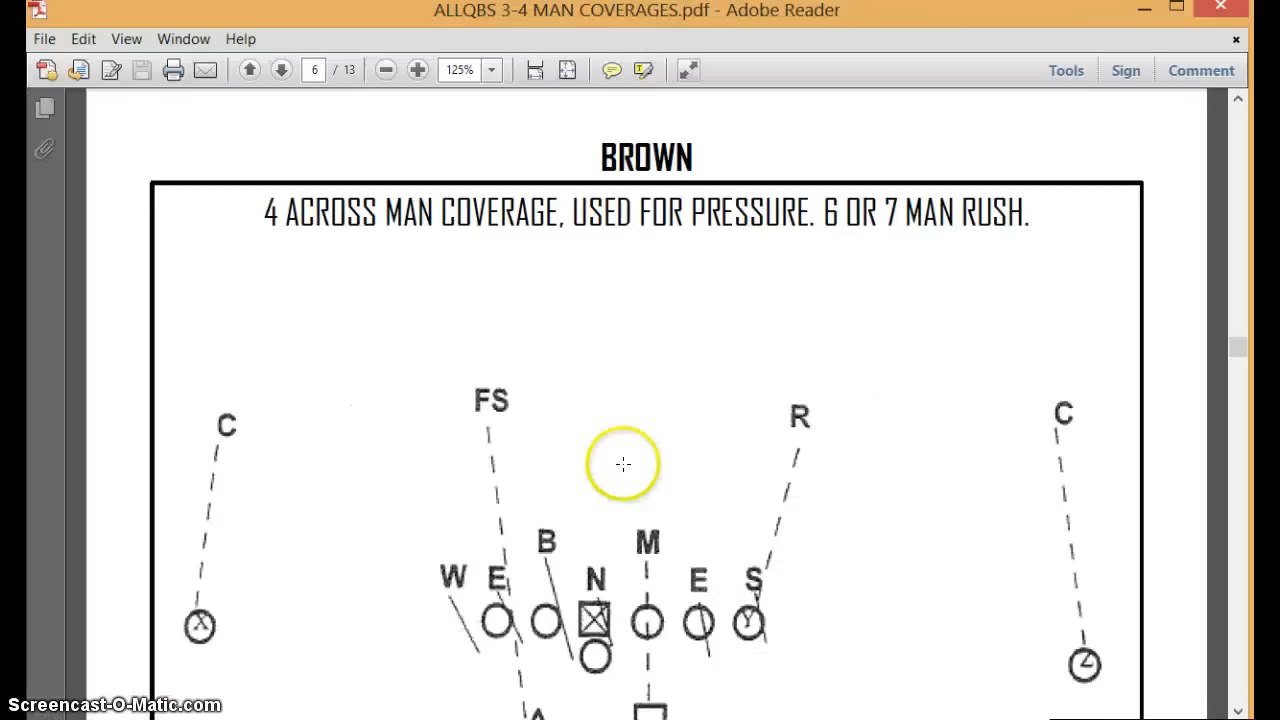 ALLQBS 3-4 MAN COVERAGES.pdf - Adobe Reader
File Edit View Window Help
6 / 13 125% Tools Sign Comment
BROWN
4 ACROSS MAN COVERAGE, USED FOR PRESSURE. 6 OR 7 MAN RUSH.
C FS R C
B M
W E N E S
X Y Z
Screencast-O-Matic.com